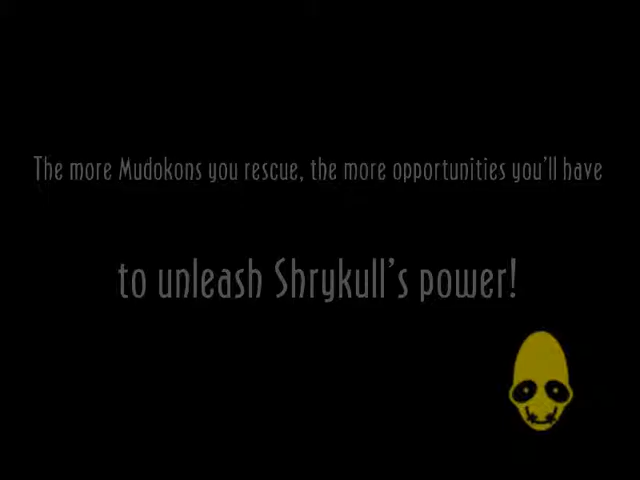 The more Mudokons you rescue, the more opportunities you'll have
to unleash Shrykull's power!